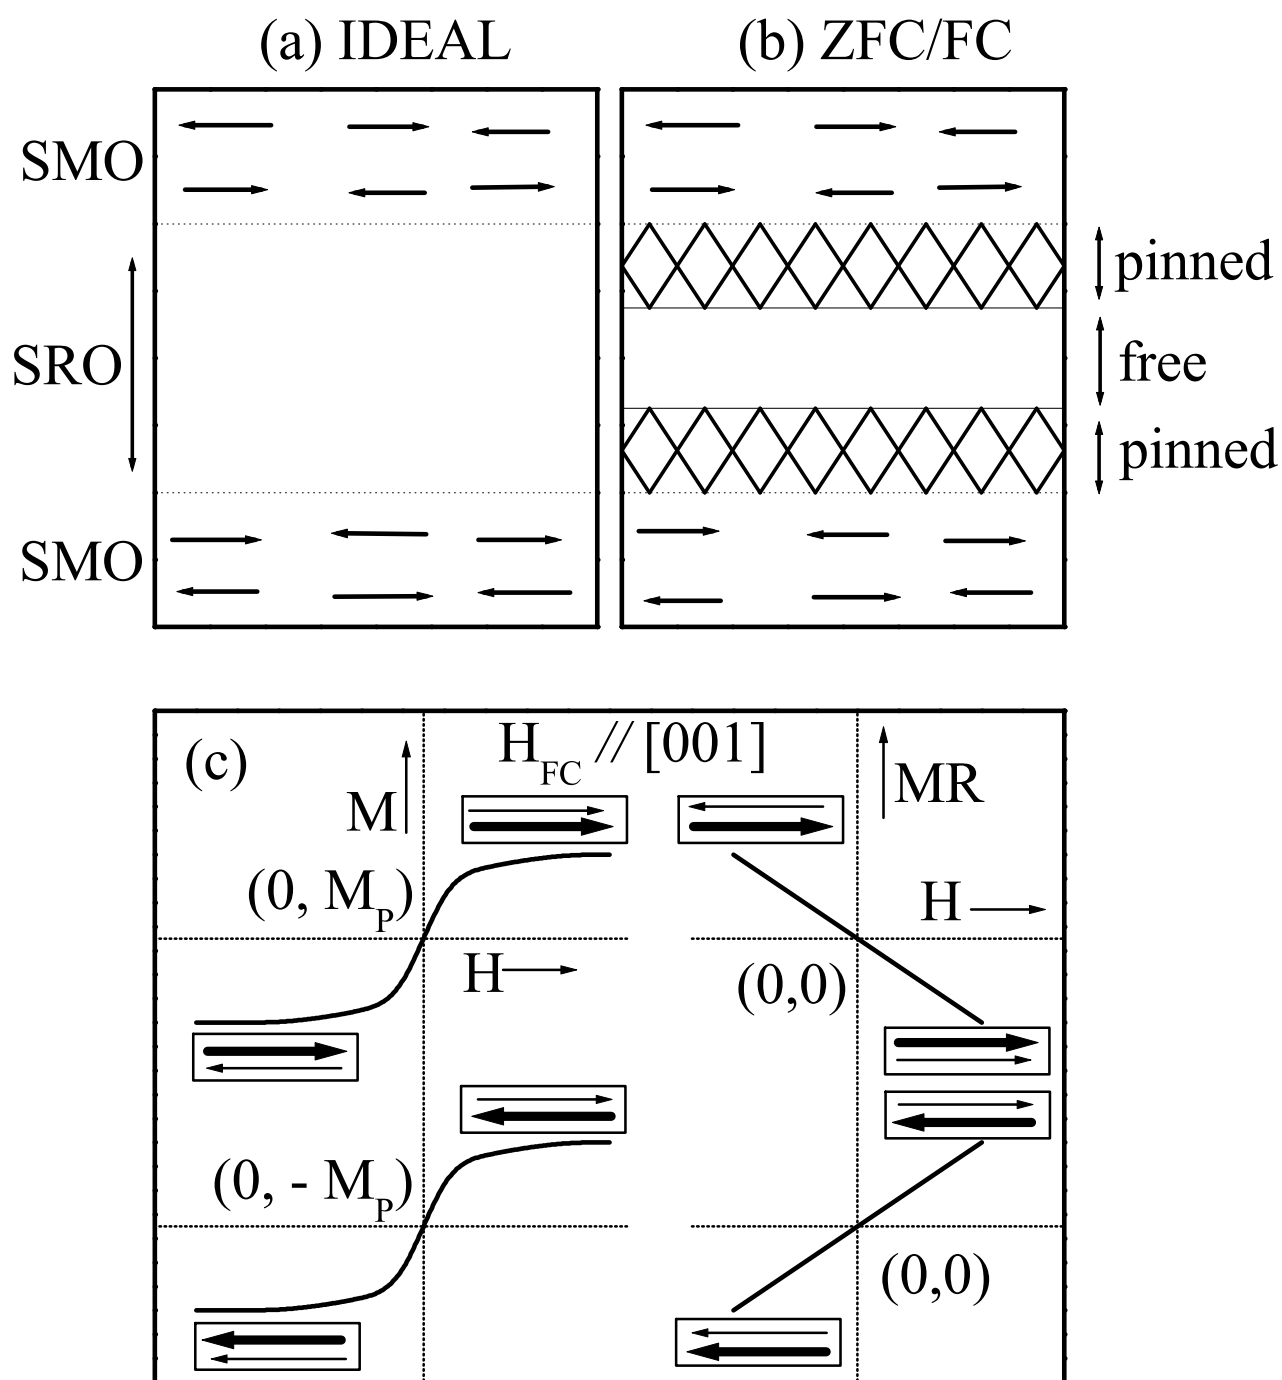 (a) IDEAL
(b) ZFC/FC
SMO
pinned
SRO
free
pinned
SMO
(c)
H_FC // [001]
M
MR
(0, M_P)
H
H
(0,0)
(0, - M_P)
(0,0)